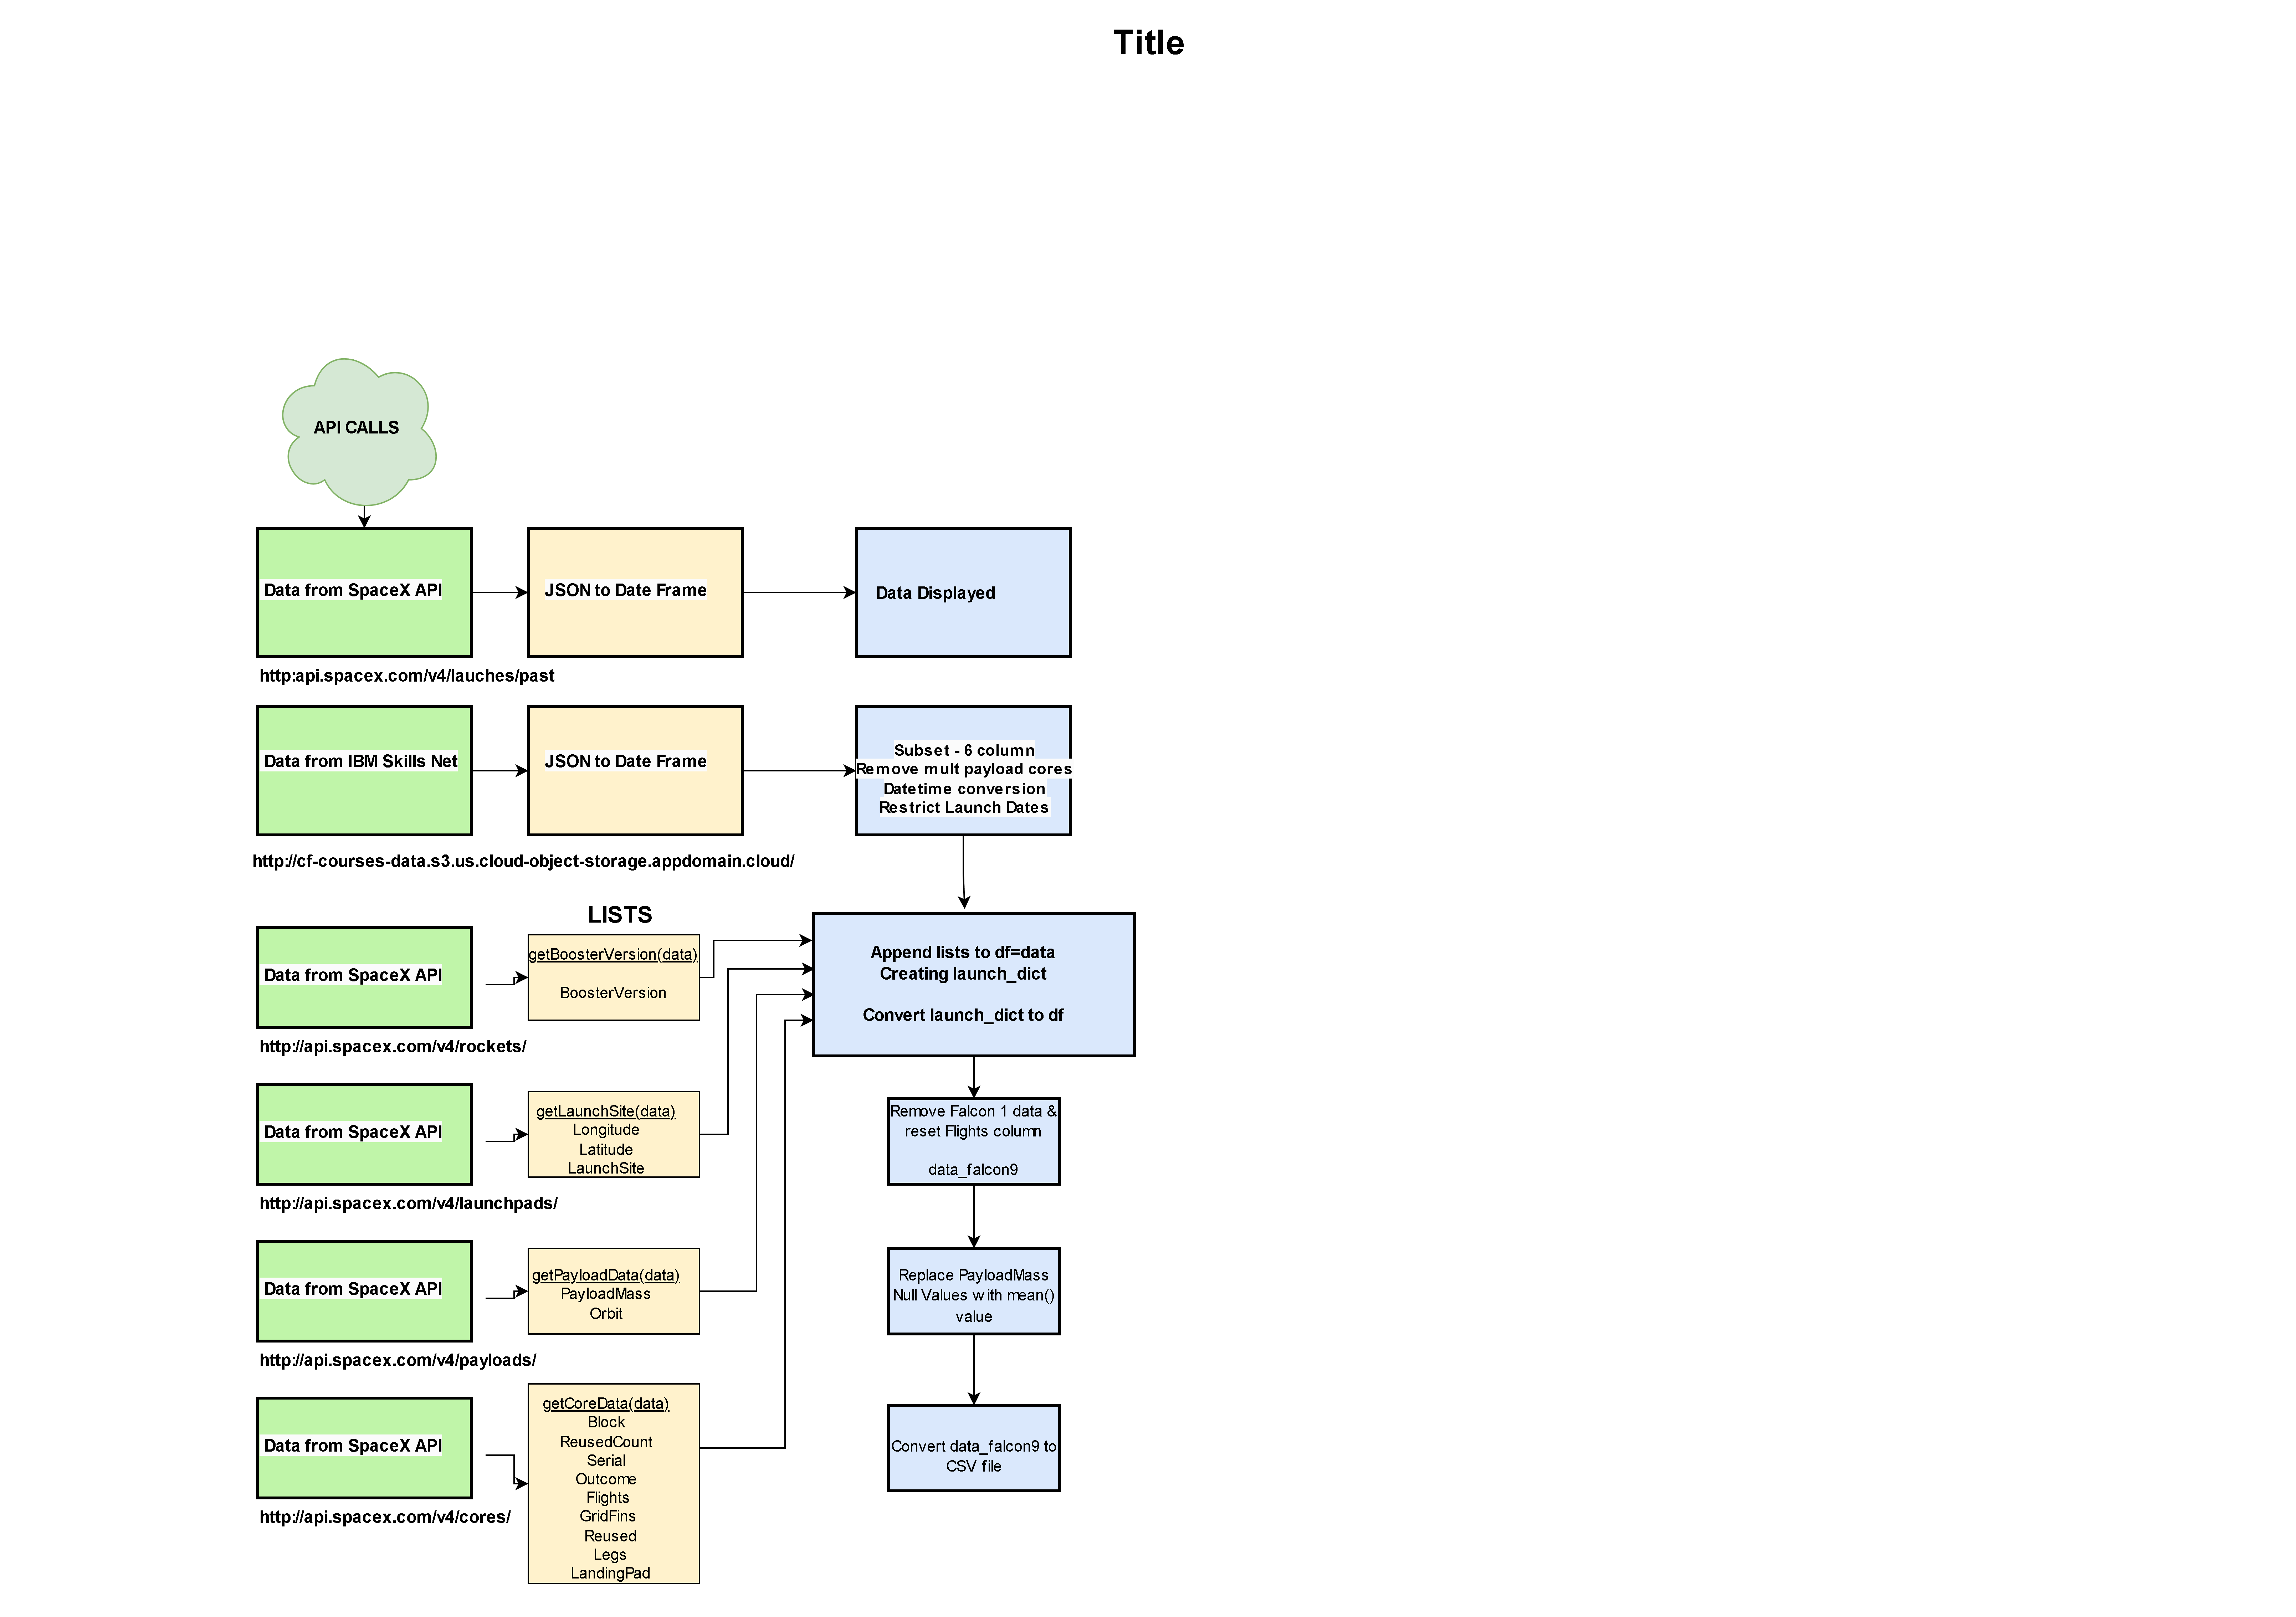 Title
API CALLS
Data from SpaceX API
JSON to Date Frame
Data Displayed
http:api.spacex.com/v4/lauches/past
Data from IBM Skills Net
JSON to Date Frame
Subset - 6 column
Remove mult payload cores
Datetime conversion
Restrict Launch Dates
http://cf-courses-data.s3.us.cloud-object-storage.appdomain.cloud/
LISTS
Data from SpaceX API
getBoosterVersion(data)
BoosterVersion
Append lists to df=data
Creating launch_dict
Convert launch_dict to df
http://api.spacex.com/v4/rockets/
Data from SpaceX API
getLaunchSite(data)
Longitude
Latitude
LaunchSite
Remove Falcon 1 data &
reset Flights column
data_falcon9
http://api.spacex.com/v4/launchpads/
Data from SpaceX API
getPayloadData(data)
PayloadMass
Orbit
Replace PayloadMass
Null Values with mean()
value
http://api.spacex.com/v4/payloads/
Data from SpaceX API
getCoreData(data)
Block
ReusedCount
Serial
Outcome
Flights
GridFins
Reused
Legs
LandingPad
Convert data_falcon9 to
CSV file
http://api.spacex.com/v4/cores/